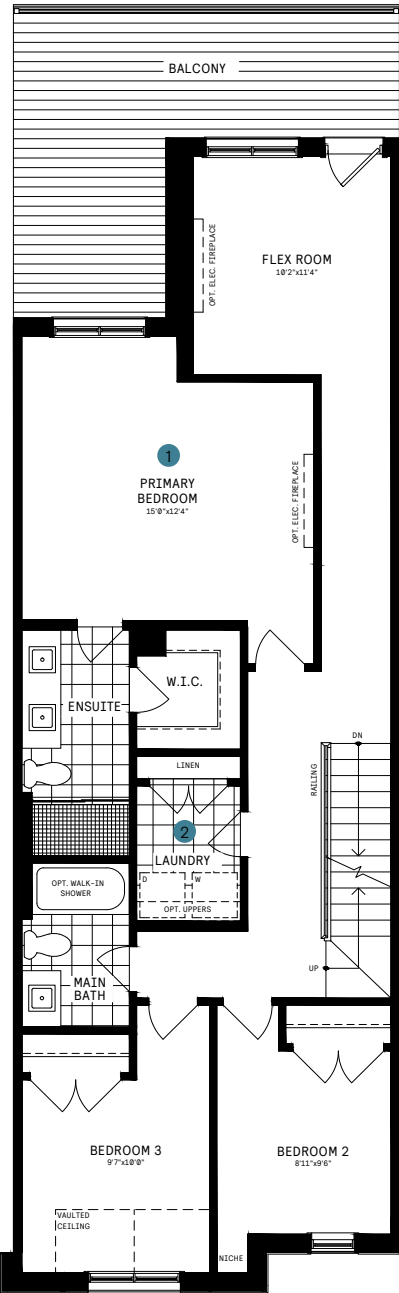 BALCONY
OPT. ELEC. FIREPLACE
FLEX ROOM
10'2"x11'4"
1
PRIMARY
BEDROOM
15'0"x12'4"
OPT. ELEC. FIREPLACE
W.I.C.
ENSUITE
LINEN
DN
RAILING
2
LAUNDRY
D
W
OPT. UPPERS
OPT. WALK-IN
SHOWER
UP
MAIN
BATH
BEDROOM 3
9'7"x10'0"
BEDROOM 2
8'11"x9'6"
VAULTED
CEILING
NICHE